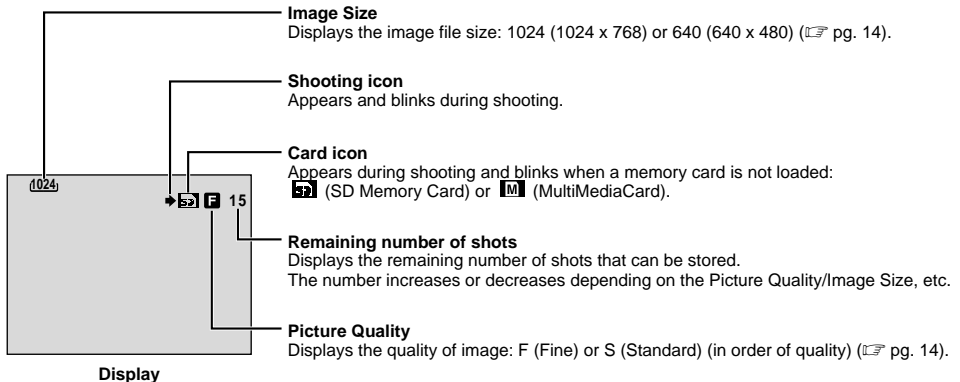 Image Size
Displays the image file size: 1024 (1024 x 768) or 640 (640 x 480) (☞ pg. 14).
Shooting icon
Appears and blinks during shooting.
Card icon
Appears during shooting and blinks when a memory card is not loaded:
SD (SD Memory Card) or M (MultiMediaCard).
1024
SD F 15
Remaining number of shots
Displays the remaining number of shots that can be stored.
The number increases or decreases depending on the Picture Quality/Image Size, etc.
Picture Quality
Displays the quality of image: F (Fine) or S (Standard) (in order of quality) (☞ pg. 14).
Display